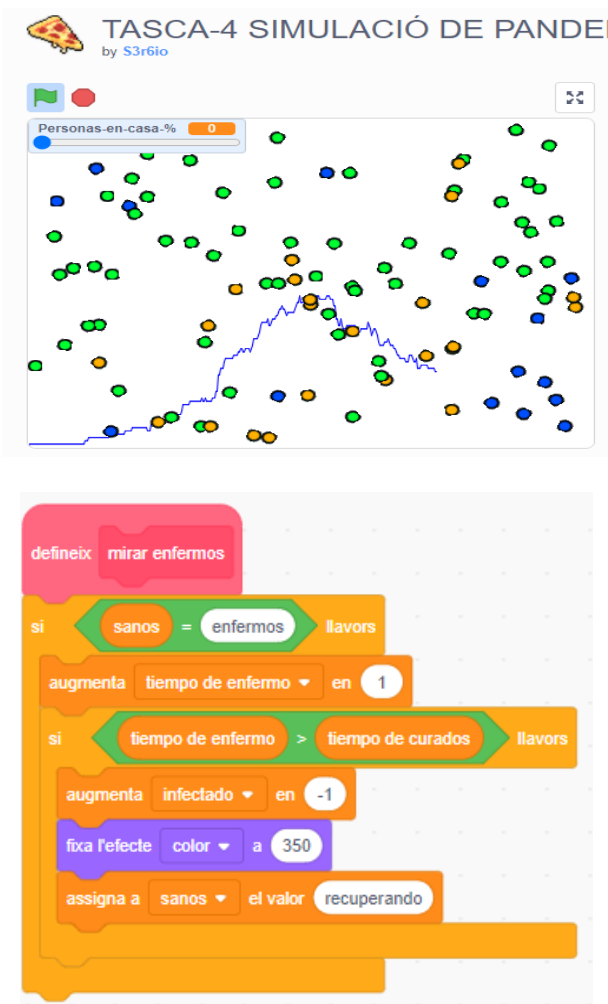 TASCA-4 SIMULACIÓ DE PANDE
by S3r6io
Personas-en-casa-% 0
defineix mirar enfermos
si sanos = enfermos llavors
augmenta tiempo de enfermo en 1
si tiempo de enfermo > tiempo de curados llavors
augmenta infectado en -1
fixa l'efecte color a 350
assigna a sanos el valor recuperando